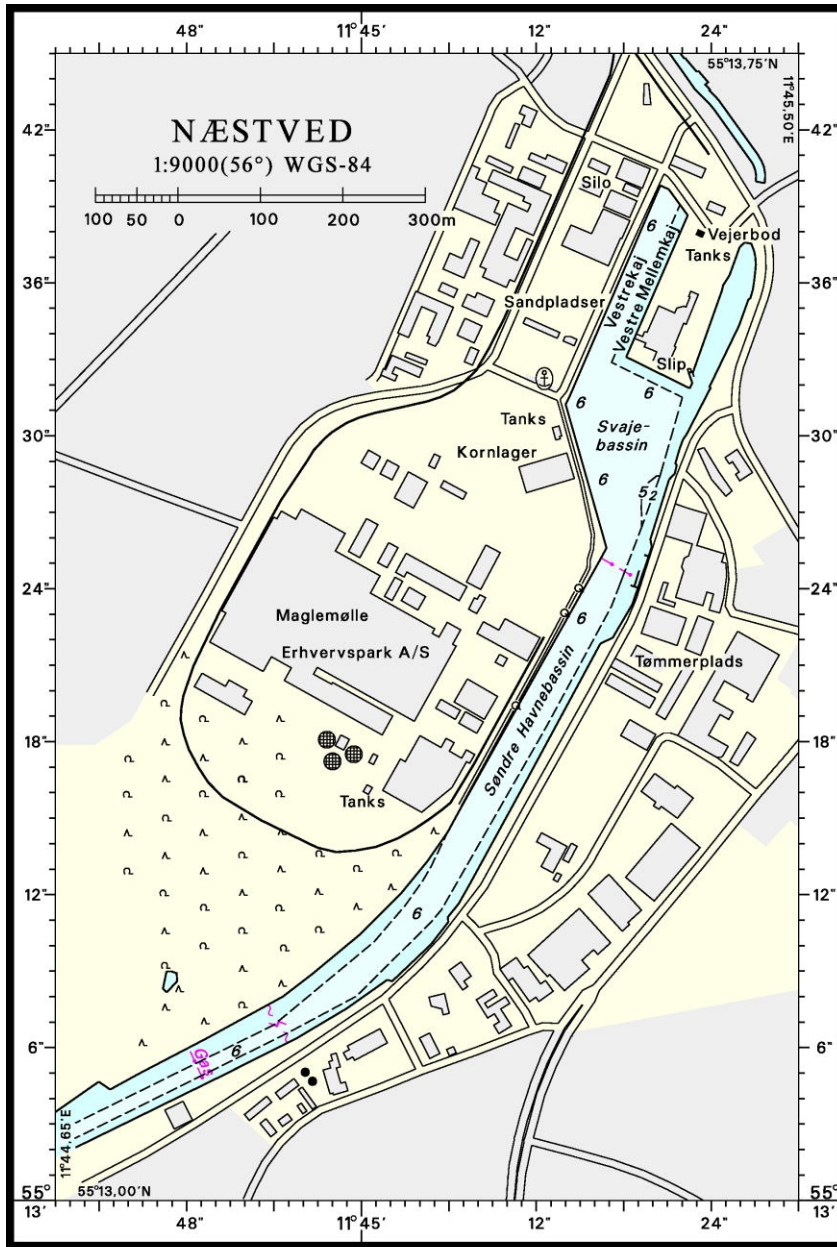 48"
11°45'
12"
24"
55°13,75'N
11°45,50'E
NÆSTVED
1:9000(56°) WGS-84
100 50 0 100 200 300m
42"
42"
Silo
6
Vejerbod
Tanks
36"
36"
Vestrekaj
Vestre Mellemkaj
Sandpladser
Slip
6
6
Tanks
Svaje-
bassin
30"
30"
Kornlager
6
5₂
24"
24"
6
Maglemølle
Erhvervspark A/S
Tømmerplads
Søndre Havnebassin
18"
18"
Tanks
12"
12"
6
6"
6"
Gas
6
11°44,65'E
55°13,00'N
55°
13'
55°
13'
48"
11°45'
12"
24"